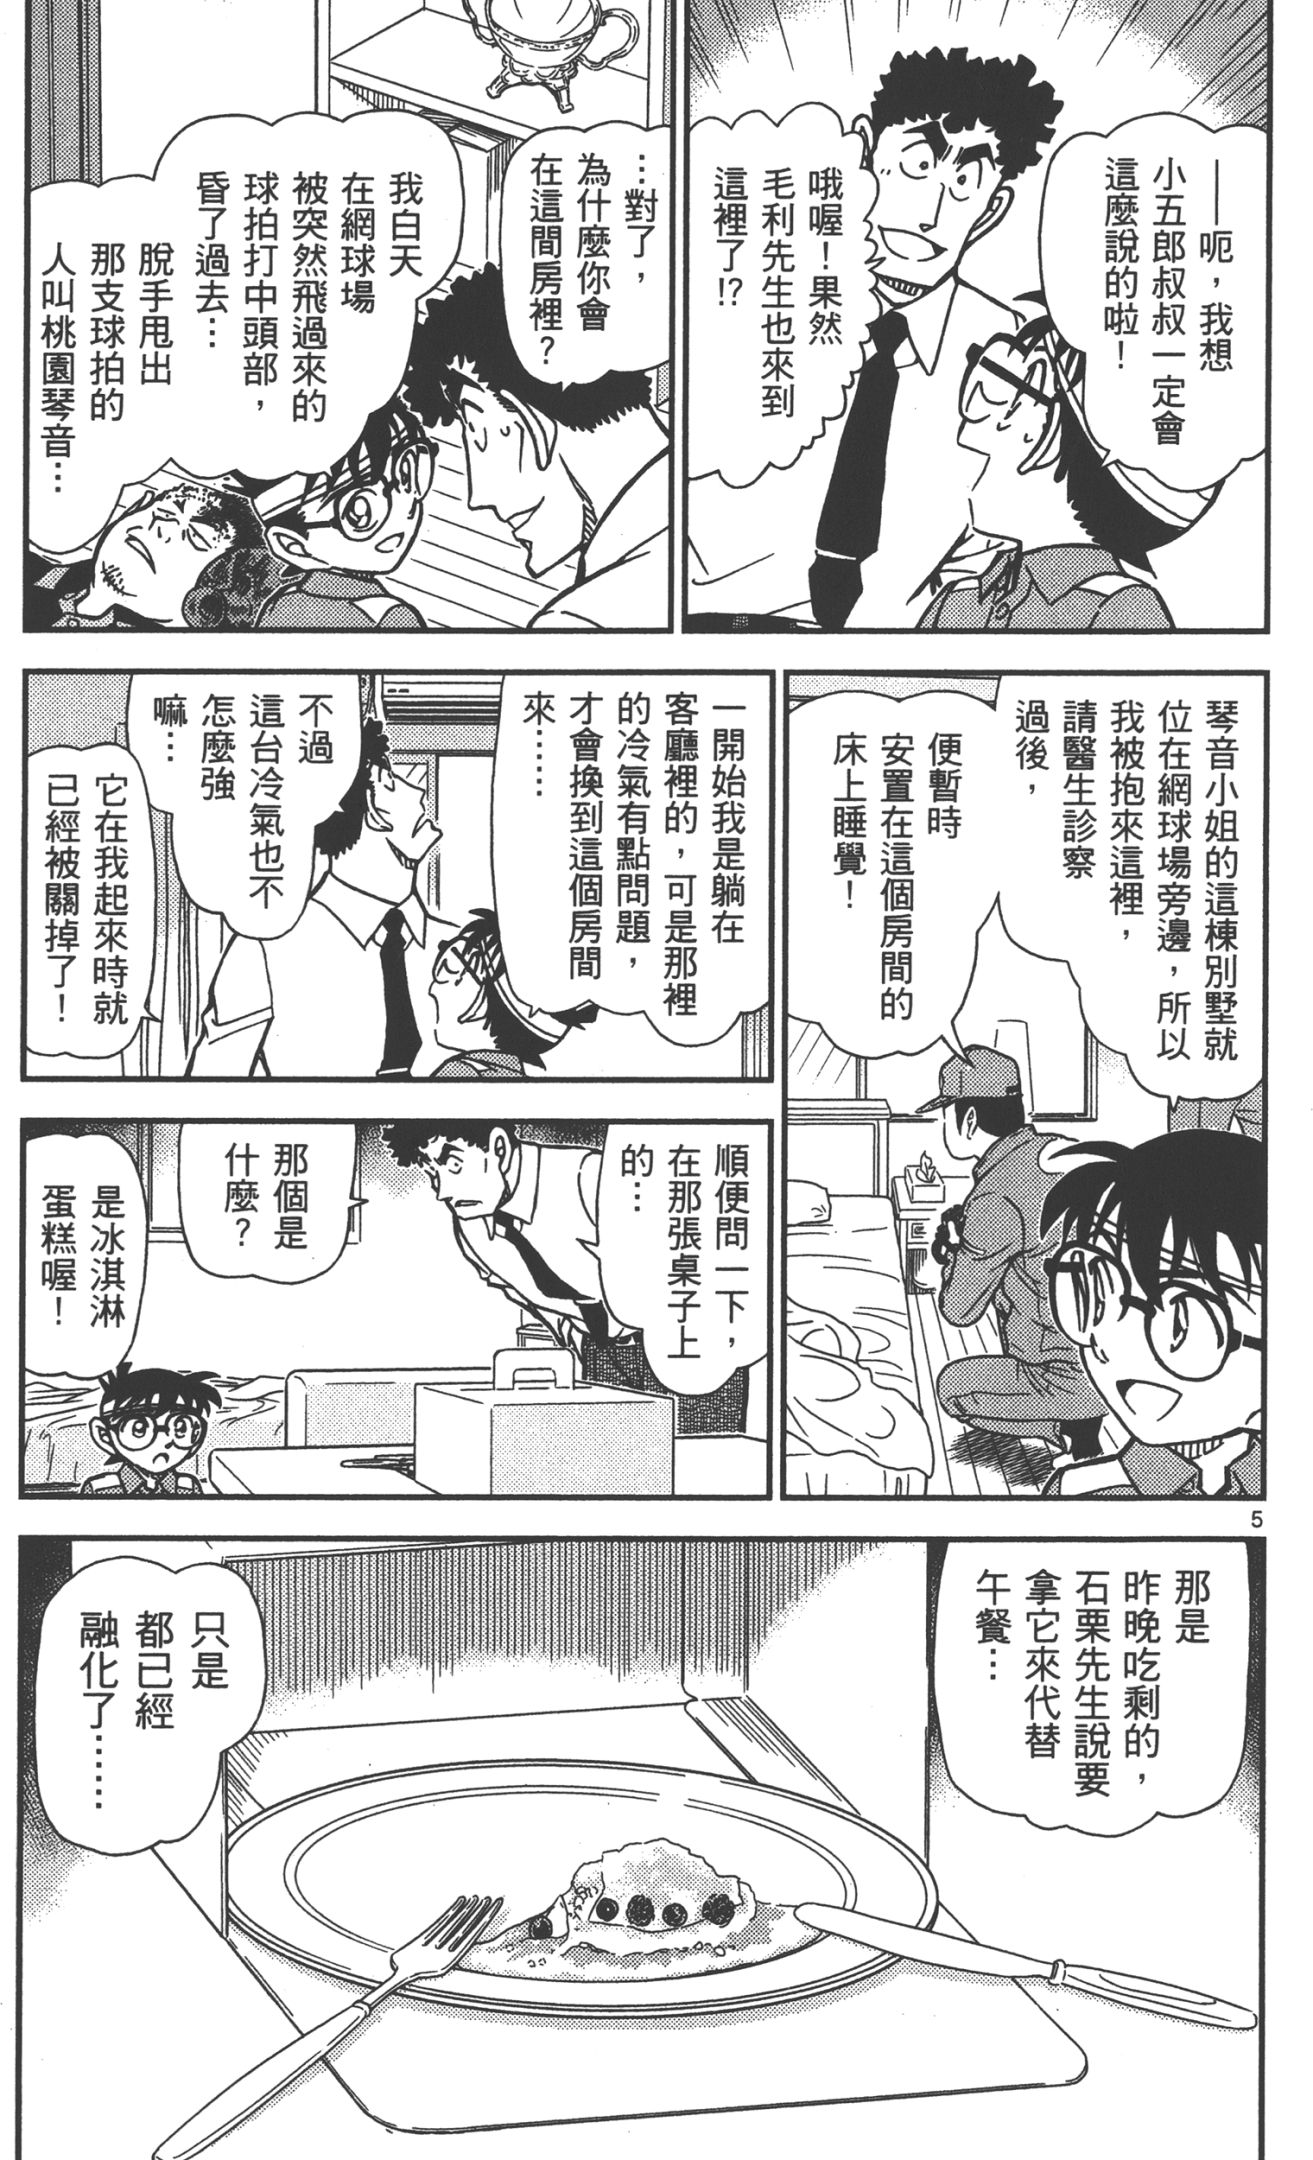 ——呃，我想
小五郎叔叔一定會
這麼說的啦！
哦喔！果然
毛利先生也來到
這裡了!?
…對了，
為什麼你會
在這間房裡？
我白天
在網球場
被突然飛過來的
球拍打中頭部，
昏了過去…
脫手甩出
那支球拍的
人叫桃園琴音…
琴音小姐的這棟別墅就
位在網球場旁邊，所以
我被抱來這裡，
請醫生診察
過後，
便暫時
安置在這個房間的
床上睡覺！
一開始我是躺在
客廳裡的，可是那裡
的冷氣有點問題，
才會換到這個房間
來……
不過
這台冷氣也不
怎麼強
嘛…
它在我起來時就
已經被關掉了！
順便問一下，
在那張桌子上
的…
那個是
什麼？
是冰淇淋
蛋糕喔！
5
那是
昨晚吃剩的，
石栗先生說要
拿它來代替
午餐…
只是
都已經
融化了……